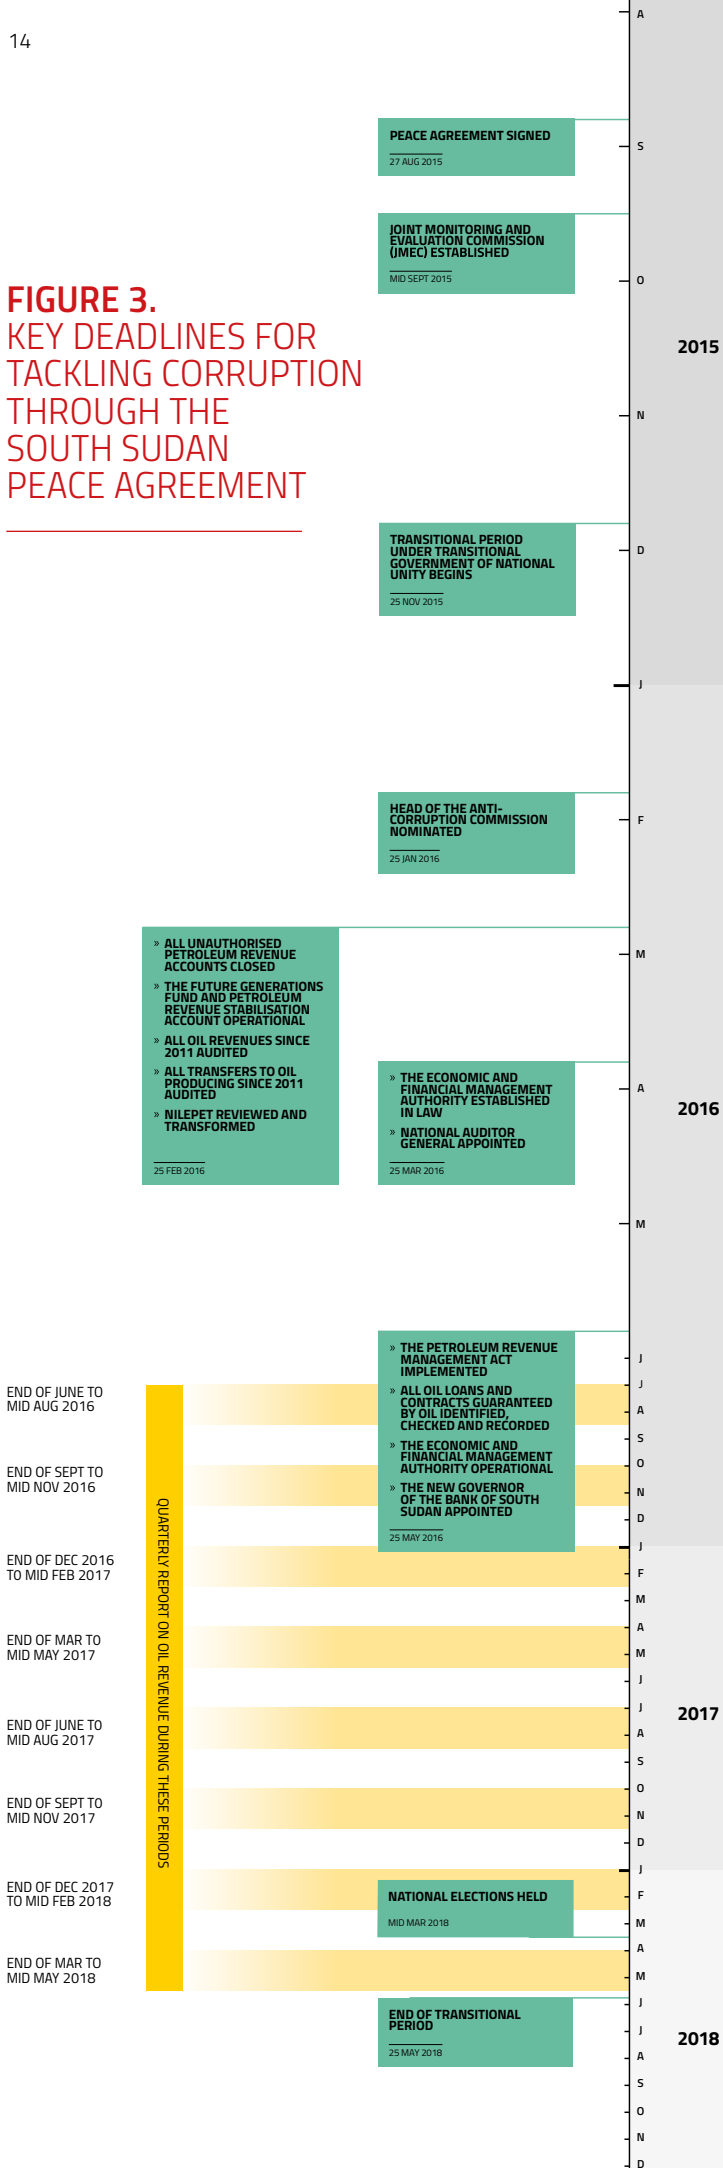 14
FIGURE 3.
KEY DEADLINES FOR
TACKLING CORRUPTION
THROUGH THE
SOUTH SUDAN
PEACE AGREEMENT
PEACE AGREEMENT SIGNED
27 AUG 2015
JOINT MONITORING AND
EVALUATION COMMISSION
(JMEC) ESTABLISHED
MID SEPT 2015
TRANSITIONAL PERIOD
UNDER TRANSITIONAL
GOVERNMENT OF NATIONAL
UNITY BEGINS
25 NOV 2015
HEAD OF THE ANTI-
CORRUPTION COMMISSION
NOMINATED
25 JAN 2016
» ALL UNAUTHORISED
PETROLEUM REVENUE
ACCOUNTS CLOSED
» THE FUTURE GENERATIONS
FUND AND PETROLEUM
REVENUE STABILISATION
ACCOUNT OPERATIONAL
» ALL OIL REVENUES SINCE
2011 AUDITED
» ALL TRANSFERS TO OIL
PRODUCING SINCE 2011
AUDITED
» NILEPET REVIEWED AND
TRANSFORMED
25 FEB 2016
» THE ECONOMIC AND
FINANCIAL MANAGEMENT
AUTHORITY ESTABLISHED
IN LAW
» NATIONAL AUDITOR
GENERAL APPOINTED
25 MAR 2016
» THE PETROLEUM REVENUE
MANAGEMENT ACT
IMPLEMENTED
» ALL OIL LOANS AND
CONTRACTS GUARANTEED
BY OIL IDENTIFIED,
CHECKED AND RECORDED
» THE ECONOMIC AND
FINANCIAL MANAGEMENT
AUTHORITY OPERATIONAL
» THE NEW GOVERNOR
OF THE BANK OF SOUTH
SUDAN APPOINTED
25 MAY 2016
END OF JUNE TO
MID AUG 2016
END OF SEPT TO
MID NOV 2016
END OF DEC 2016
TO MID FEB 2017
END OF MAR TO
MID MAY 2017
END OF JUNE TO
MID AUG 2017
END OF SEPT TO
MID NOV 2017
END OF DEC 2017
TO MID FEB 2018
END OF MAR TO
MID MAY 2018
QUARTERLY REPORT ON OIL REVENUE DURING THESE PERIODS
NATIONAL ELECTIONS HELD
MID MAR 2018
END OF TRANSITIONAL
PERIOD
25 MAY 2018
A
S
O
2015
N
D
J
F
M
A
2016
M
J
J
A
S
O
N
D
J
F
M
A
M
J
J
2017
A
S
O
N
D
J
F
M
A
M
J
J
2018
A
S
O
N
D